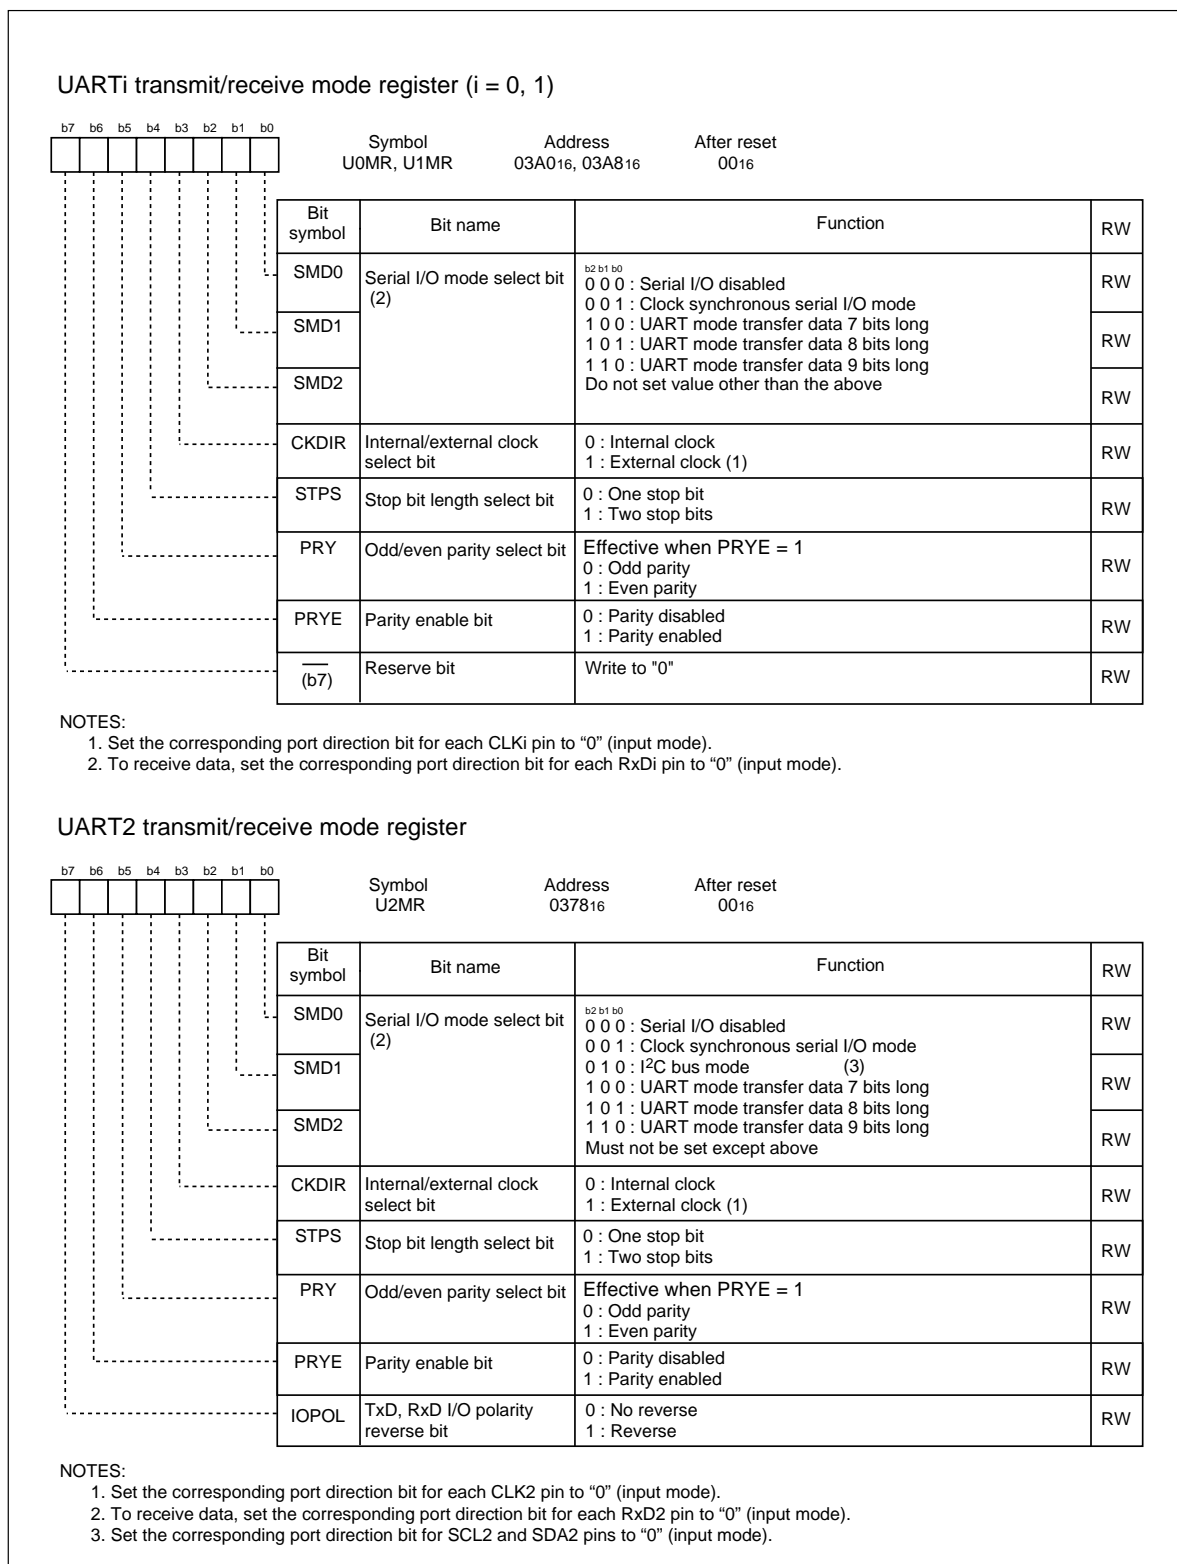 UARTi transmit/receive mode register (i = 0, 1)
b7 b6 b5 b4 b3 b2 b1 b0
Symbol Address After reset
U0MR, U1MR 03A016, 03A816 0016
Bit symbol Bit name Function RW
SMD0 Serial I/O mode select bit (2) b2 b1 b0 RW
0 0 0 : Serial I/O disabled
0 0 1 : Clock synchronous serial I/O mode
SMD1 1 0 0 : UART mode transfer data 7 bits long RW
1 0 1 : UART mode transfer data 8 bits long
1 1 0 : UART mode transfer data 9 bits long
SMD2 Do not set value other than the above RW
CKDIR Internal/external clock select bit 0 : Internal clock RW
1 : External clock (1)
STPS Stop bit length select bit 0 : One stop bit RW
1 : Two stop bits
PRY Odd/even parity select bit Effective when PRYE = 1 RW
0 : Odd parity
1 : Even parity
PRYE Parity enable bit 0 : Parity disabled RW
1 : Parity enabled
(b7) Reserve bit Write to "0" RW
NOTES:
1. Set the corresponding port direction bit for each CLKi pin to “0” (input mode).
2. To receive data, set the corresponding port direction bit for each RxDi pin to “0” (input mode).
UART2 transmit/receive mode register
b7 b6 b5 b4 b3 b2 b1 b0
Symbol Address After reset
U2MR 037816 0016
Bit symbol Bit name Function RW
SMD0 Serial I/O mode select bit (2) b2 b1 b0 RW
0 0 0 : Serial I/O disabled
0 0 1 : Clock synchronous serial I/O mode
SMD1 0 1 0 : I2C bus mode (3) RW
1 0 0 : UART mode transfer data 7 bits long
1 0 1 : UART mode transfer data 8 bits long
SMD2 1 1 0 : UART mode transfer data 9 bits long RW
Must not be set except above
CKDIR Internal/external clock select bit 0 : Internal clock RW
1 : External clock (1)
STPS Stop bit length select bit 0 : One stop bit RW
1 : Two stop bits
PRY Odd/even parity select bit Effective when PRYE = 1 RW
0 : Odd parity
1 : Even parity
PRYE Parity enable bit 0 : Parity disabled RW
1 : Parity enabled
IOPOL TxD, RxD I/O polarity reverse bit 0 : No reverse RW
1 : Reverse
NOTES:
1. Set the corresponding port direction bit for each CLK2 pin to “0” (input mode).
2. To receive data, set the corresponding port direction bit for each RxD2 pin to “0” (input mode).
3. Set the corresponding port direction bit for SCL2 and SDA2 pins to “0” (input mode).